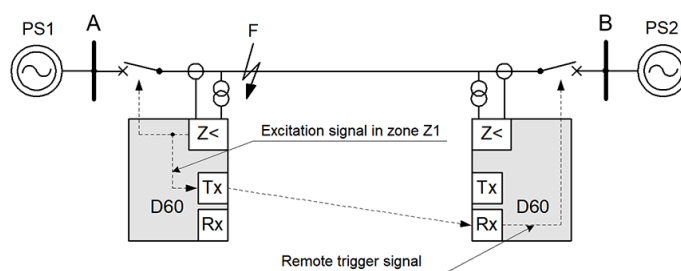 PS1
A
F
B
PS2
Z<
Excitation signal in zone Z1
Z<
Tx
Tx
D60
Rx
Rx
D60
Remote trigger signal